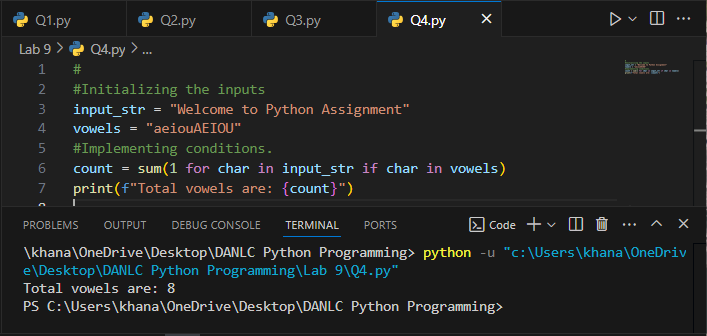 Q1.py Q2.py Q3.py Q4.py
Lab 9 > Q4.py > ...
1 #
2 #Initializing the inputs
3 input_str = "Welcome to Python Assignment"
4 vowels = "aeiouAEIOU"
5 #Implementing conditions.
6 count = sum(1 for char in input_str if char in vowels)
7 print(f"Total vowels are: {count}")
8
PROBLEMS OUTPUT DEBUG CONSOLE TERMINAL PORTS Code
\khana\OneDrive\Desktop\DANLC Python Programming> python -u "c:\Users\khana\OneDriv
e\Desktop\DANLC Python Programming\Lab 9\Q4.py"
Total vowels are: 8
PS C:\Users\khana\OneDrive\Desktop\DANLC Python Programming>